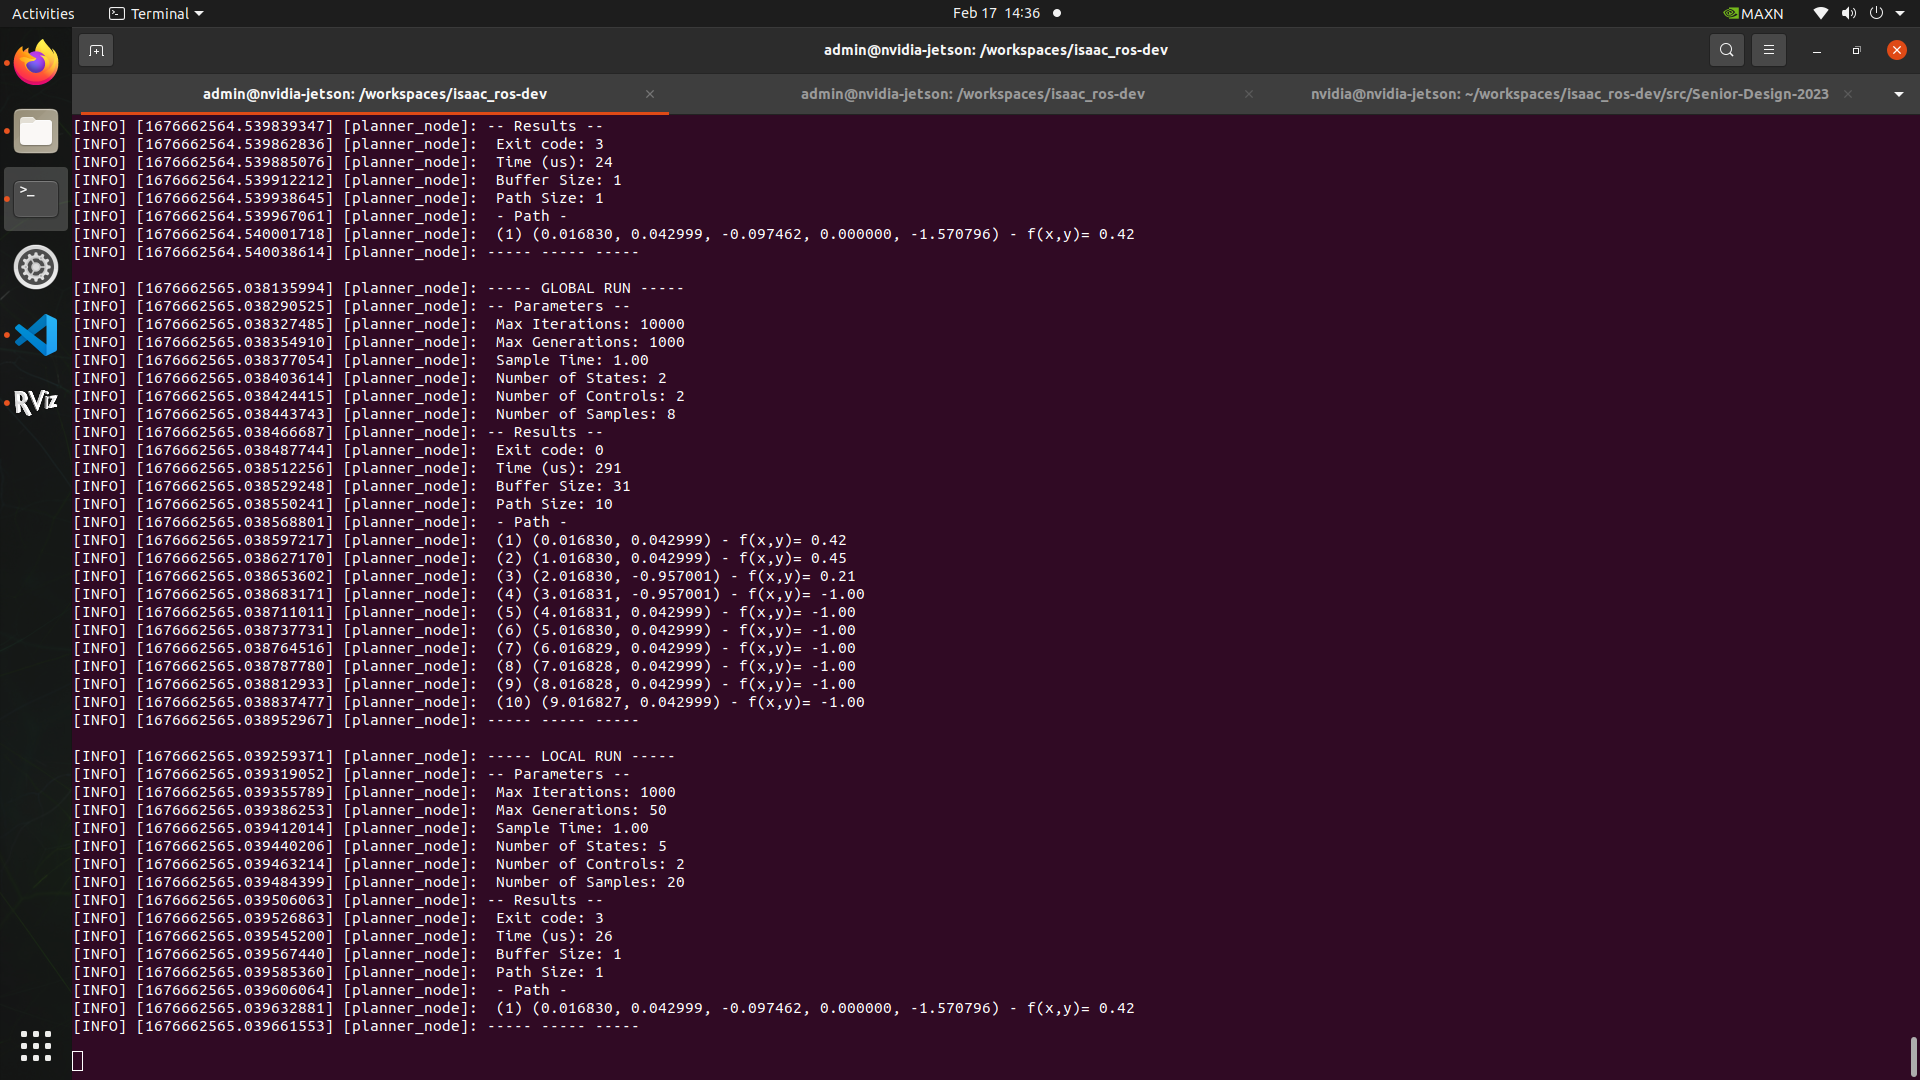 Activities Terminal Feb 17 14:36 MAXN
admin@nvidia-jetson: /workspaces/isaac_ros-dev
admin@nvidia-jetson: /workspaces/isaac_ros-dev admin@nvidia-jetson: /workspaces/isaac_ros-dev nvidia@nvidia-jetson: ~/workspaces/isaac_ros-dev/src/Senior-Design-2023
[INFO] [1676662564.539839347] [planner_node]: -- Results --
[INFO] [1676662564.539862836] [planner_node]:  Exit code: 3
[INFO] [1676662564.539885076] [planner_node]:  Time (us): 24
[INFO] [1676662564.539912212] [planner_node]:  Buffer Size: 1
[INFO] [1676662564.539938645] [planner_node]:  Path Size: 1
[INFO] [1676662564.539967061] [planner_node]:  - Path -
[INFO] [1676662564.540001718] [planner_node]:  (1) (0.016830, 0.042999, -0.097462, 0.000000, -1.570796) - f(x,y)= 0.42
[INFO] [1676662564.540038614] [planner_node]: ----- ----- -----
[INFO] [1676662565.038135994] [planner_node]: ----- GLOBAL RUN -----
[INFO] [1676662565.038290525] [planner_node]: -- Parameters --
[INFO] [1676662565.038327485] [planner_node]:  Max Iterations: 10000
[INFO] [1676662565.038354910] [planner_node]:  Max Generations: 1000
[INFO] [1676662565.038377054] [planner_node]:  Sample Time: 1.00
[INFO] [1676662565.038403614] [planner_node]:  Number of States: 2
[INFO] [1676662565.038424415] [planner_node]:  Number of Controls: 2
[INFO] [1676662565.038443743] [planner_node]:  Number of Samples: 8
[INFO] [1676662565.038466687] [planner_node]: -- Results --
[INFO] [1676662565.038487744] [planner_node]:  Exit code: 0
[INFO] [1676662565.038512256] [planner_node]:  Time (us): 291
[INFO] [1676662565.038529248] [planner_node]:  Buffer Size: 31
[INFO] [1676662565.038550241] [planner_node]:  Path Size: 10
[INFO] [1676662565.038568801] [planner_node]:  - Path -
[INFO] [1676662565.038597217] [planner_node]:  (1) (0.016830, 0.042999) - f(x,y)= 0.42
[INFO] [1676662565.038627170] [planner_node]:  (2) (1.016830, 0.042999) - f(x,y)= 0.45
[INFO] [1676662565.038653602] [planner_node]:  (3) (2.016830, -0.957001) - f(x,y)= 0.21
[INFO] [1676662565.038683171] [planner_node]:  (4) (3.016831, -0.957001) - f(x,y)= -1.00
[INFO] [1676662565.038711011] [planner_node]:  (5) (4.016831, 0.042999) - f(x,y)= -1.00
[INFO] [1676662565.038737731] [planner_node]:  (6) (5.016830, 0.042999) - f(x,y)= -1.00
[INFO] [1676662565.038764516] [planner_node]:  (7) (6.016829, 0.042999) - f(x,y)= -1.00
[INFO] [1676662565.038787780] [planner_node]:  (8) (7.016828, 0.042999) - f(x,y)= -1.00
[INFO] [1676662565.038812933] [planner_node]:  (9) (8.016828, 0.042999) - f(x,y)= -1.00
[INFO] [1676662565.038837477] [planner_node]:  (10) (9.016827, 0.042999) - f(x,y)= -1.00
[INFO] [1676662565.038952967] [planner_node]: ----- ----- -----
[INFO] [1676662565.039259371] [planner_node]: ----- LOCAL RUN -----
[INFO] [1676662565.039319052] [planner_node]: -- Parameters --
[INFO] [1676662565.039355789] [planner_node]:  Max Iterations: 1000
[INFO] [1676662565.039386253] [planner_node]:  Max Generations: 50
[INFO] [1676662565.039412014] [planner_node]:  Sample Time: 1.00
[INFO] [1676662565.039440206] [planner_node]:  Number of States: 5
[INFO] [1676662565.039463214] [planner_node]:  Number of Controls: 2
[INFO] [1676662565.039484399] [planner_node]:  Number of Samples: 20
[INFO] [1676662565.039506063] [planner_node]: -- Results --
[INFO] [1676662565.039526863] [planner_node]:  Exit code: 3
[INFO] [1676662565.039545200] [planner_node]:  Time (us): 26
[INFO] [1676662565.039567440] [planner_node]:  Buffer Size: 1
[INFO] [1676662565.039585360] [planner_node]:  Path Size: 1
[INFO] [1676662565.039606064] [planner_node]:  - Path -
[INFO] [1676662565.039632881] [planner_node]:  (1) (0.016830, 0.042999, -0.097462, 0.000000, -1.570796) - f(x,y)= 0.42
[INFO] [1676662565.039661553] [planner_node]: ----- ----- -----
RViz